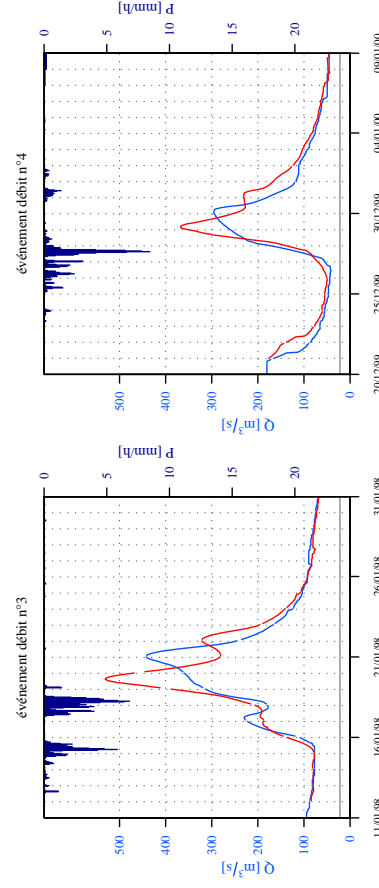 événement débit n°4
P [mm/h]
0 5 10 15 20
500 400 300 200 100 0
Q [m³/s]
20/12/99 25/12/99 30/12/99 04/01/00 09/01/00
événement débit n°3
P [mm/h]
0 5 10 15 20
500 400 300 200 100 0
Q [m³/s]
11/01/98 16/01/98 21/01/98 26/01/98 31/01/98